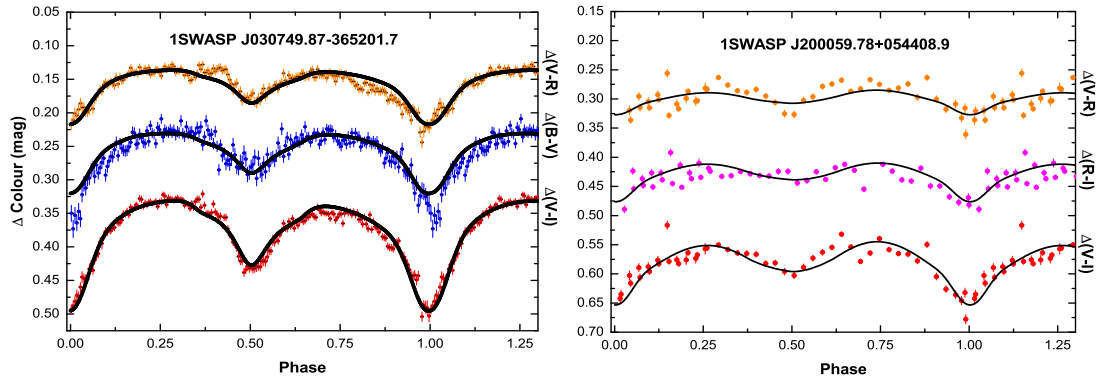 1SWASP J030749.87-365201.7
Δ Colour (mag)
0.05
0.10
0.15
0.20
0.25
0.30
0.35
0.40
0.45
0.50
Δ(V-R)
Δ(B-V)
Δ(V-I)
0.00 0.25 0.50 0.75 1.00 1.25
Phase
1SWASP J200059.78+054408.9
0.15
0.20
0.25
0.30
0.35
0.40
0.45
0.50
0.55
0.60
0.65
0.70
Δ(V-R)
Δ(R-I)
Δ(V-I)
0.00 0.25 0.50 0.75 1.00 1.25
Phase